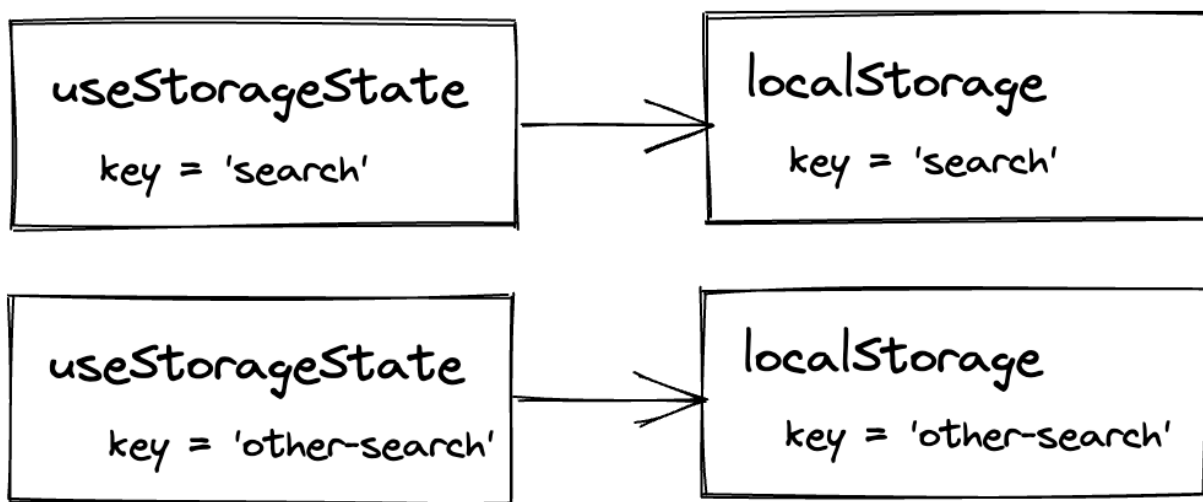 useStorageState
key = 'search'
localStorage
key = 'search'
useStorageState
key = 'other-search'
localStorage
key = 'other-search'